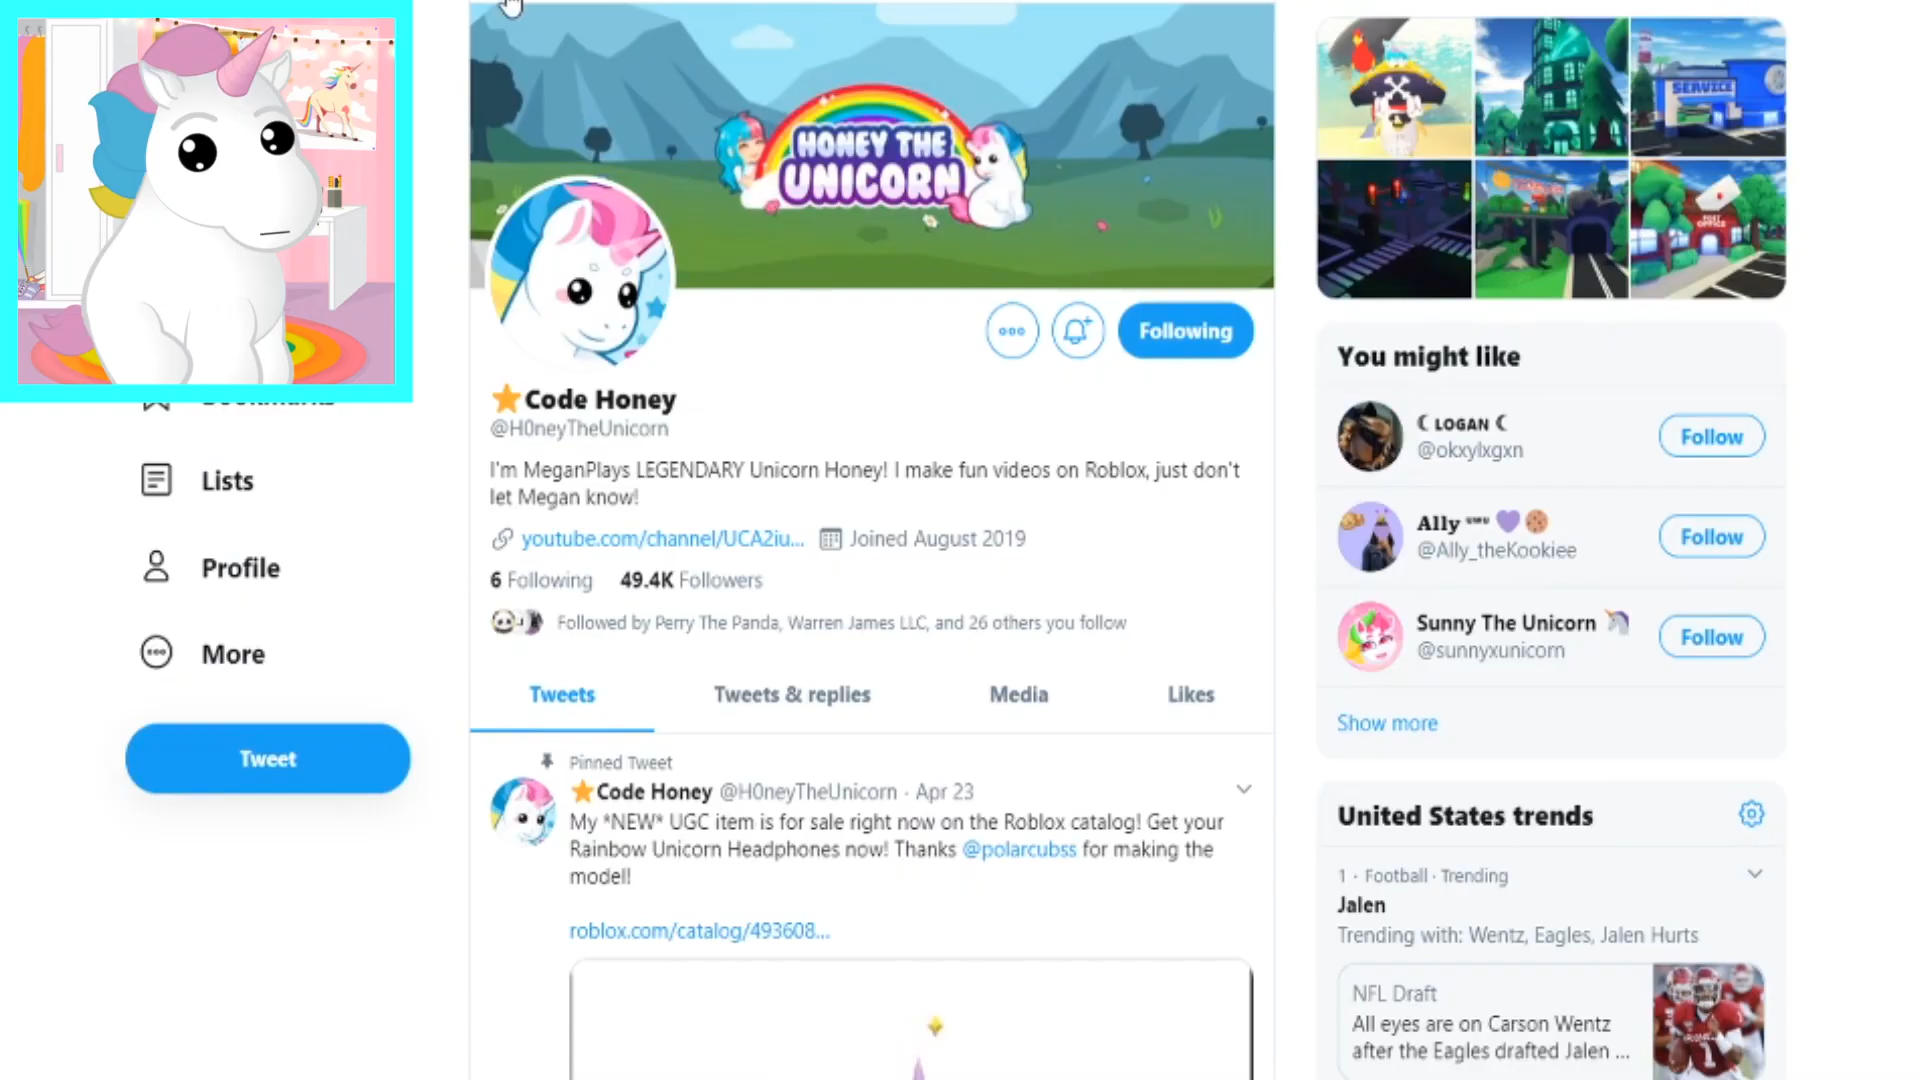 Bookmarks
Lists
Profile
More
Tweet
HONEY THE
UNICORN
Following
⭐Code Honey
@H0neyTheUnicorn
I'm MeganPlays LEGENDARY Unicorn Honey! I make fun videos on Roblox, just don't
let Megan know!
youtube.com/channel/UCA2iu... Joined August 2019
6 Following 49.4K Followers
Followed by Perry The Panda, Warren James LLC, and 26 others you follow
Tweets Tweets & replies Media Likes
Pinned Tweet
⭐Code Honey @H0neyTheUnicorn · Apr 23
My *NEW* UGC item is for sale right now on the Roblox catalog! Get your
Rainbow Unicorn Headphones now! Thanks @polarcubss for making the
model!
roblox.com/catalog/493608...
SERVICE
POST
OFFICE
You might like
☾ LOGAN ☾
@okxylxgxn
Follow
Ally ᵘʷᵘ 💜🍪
@Ally_theKookiee
Follow
Sunny The Unicorn 🦄
@sunnyxunicorn
Follow
Show more
United States trends
1 · Football · Trending
Jalen
Trending with: Wentz, Eagles, Jalen Hurts
NFL Draft
All eyes are on Carson Wentz
after the Eagles drafted Jalen ...